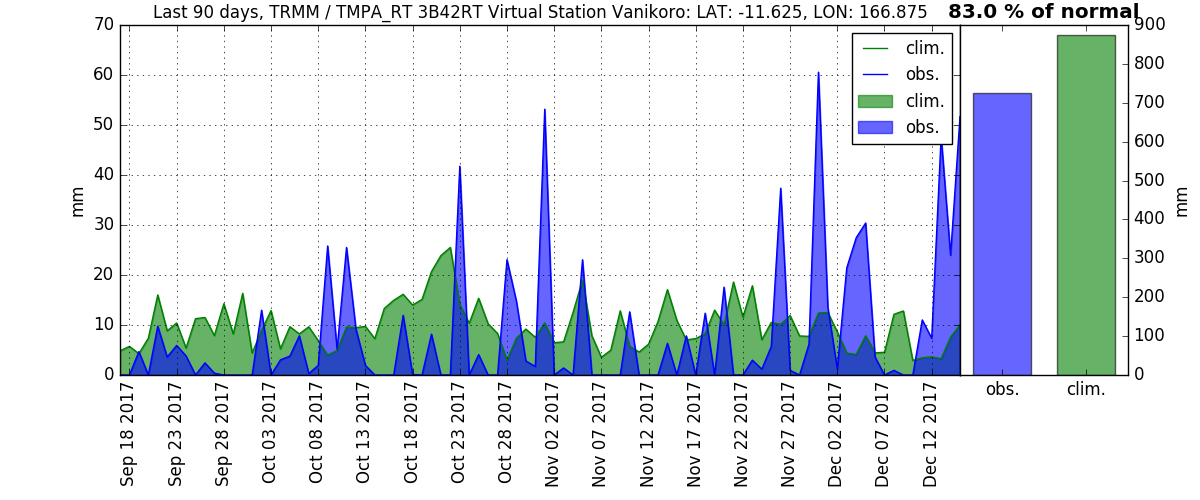 Last 90 days, TRMM / TMPA_RT 3B42RT Virtual Station Vanikoro: LAT: -11.625, LON: 166.875
83.0 % of normal
70
60
50
40
30
20
10
0
mm
clim.
obs.
clim.
obs.
900
800
700
600
500
400
300
200
100
0
mm
Sep 18 2017
Sep 23 2017
Sep 28 2017
Oct 03 2017
Oct 08 2017
Oct 13 2017
Oct 18 2017
Oct 23 2017
Oct 28 2017
Nov 02 2017
Nov 07 2017
Nov 12 2017
Nov 17 2017
Nov 22 2017
Nov 27 2017
Dec 02 2017
Dec 07 2017
Dec 12 2017
obs.
clim.